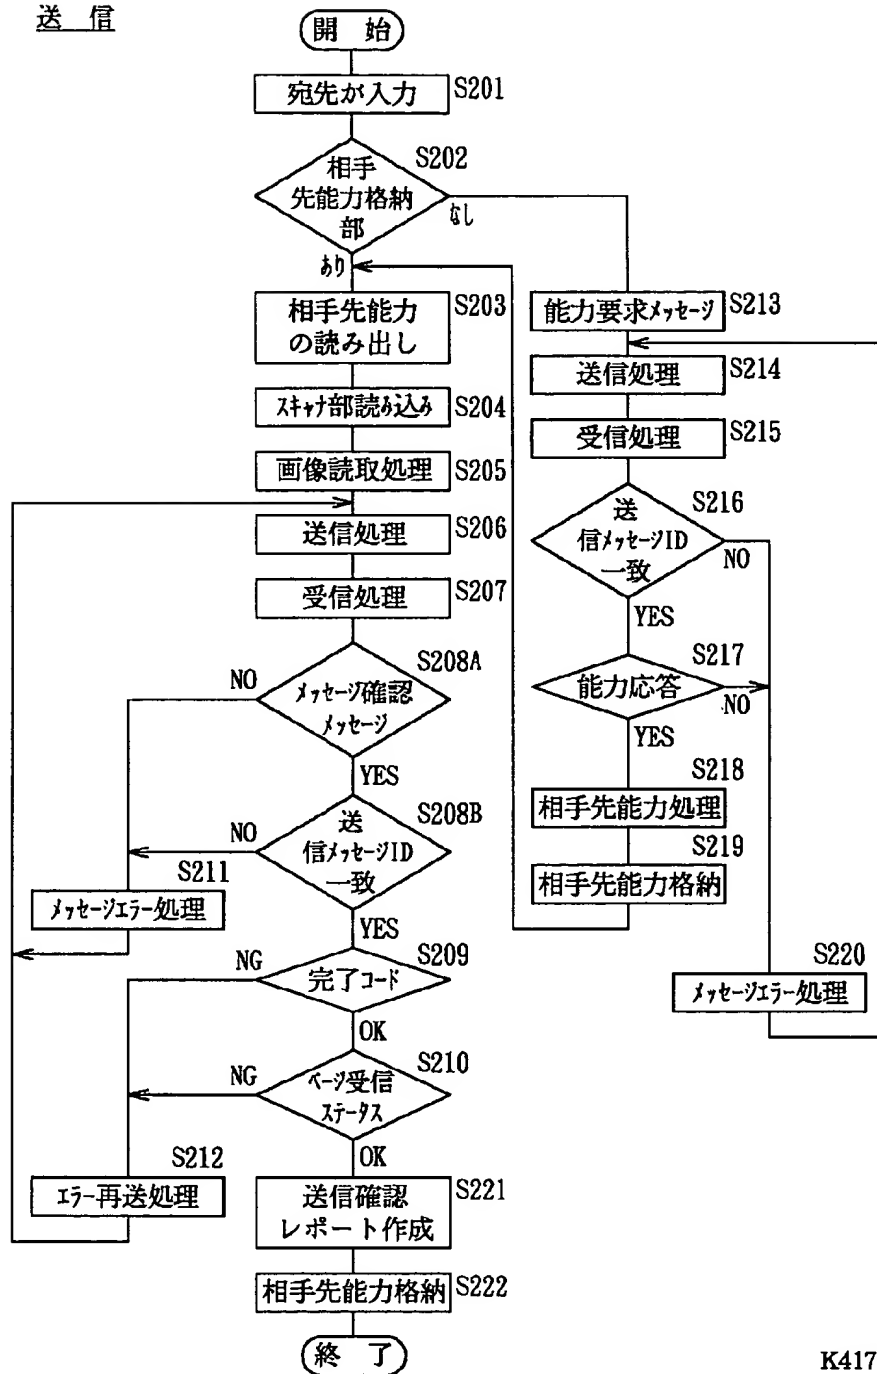 送信
開始
宛先が入力
S201
相手
先能力格納
部
S202
なし
あり
相手先能力
の読み出し
S203
スキャナ部読み込み
S204
画像読取処理
S205
送信処理
S206
受信処理
S207
メッセージ確認
メッセージ
S208A
NO
YES
送
信メッセージID
一致
S208B
NO
YES
S211
メッセージエラー処理
完了コード
S209
NG
OK
ページ受信
ステータス
S210
NG
OK
S212
エラー再送処理
送信確認
レポート作成
S221
相手先能力格納
S222
終了
能力要求メッセージ
S213
送信処理
S214
受信処理
S215
送
信メッセージID
一致
S216
NO
YES
能力応答
S217
NO
YES
S218
相手先能力処理
S219
相手先能力格納
S220
メッセージエラー処理
K417